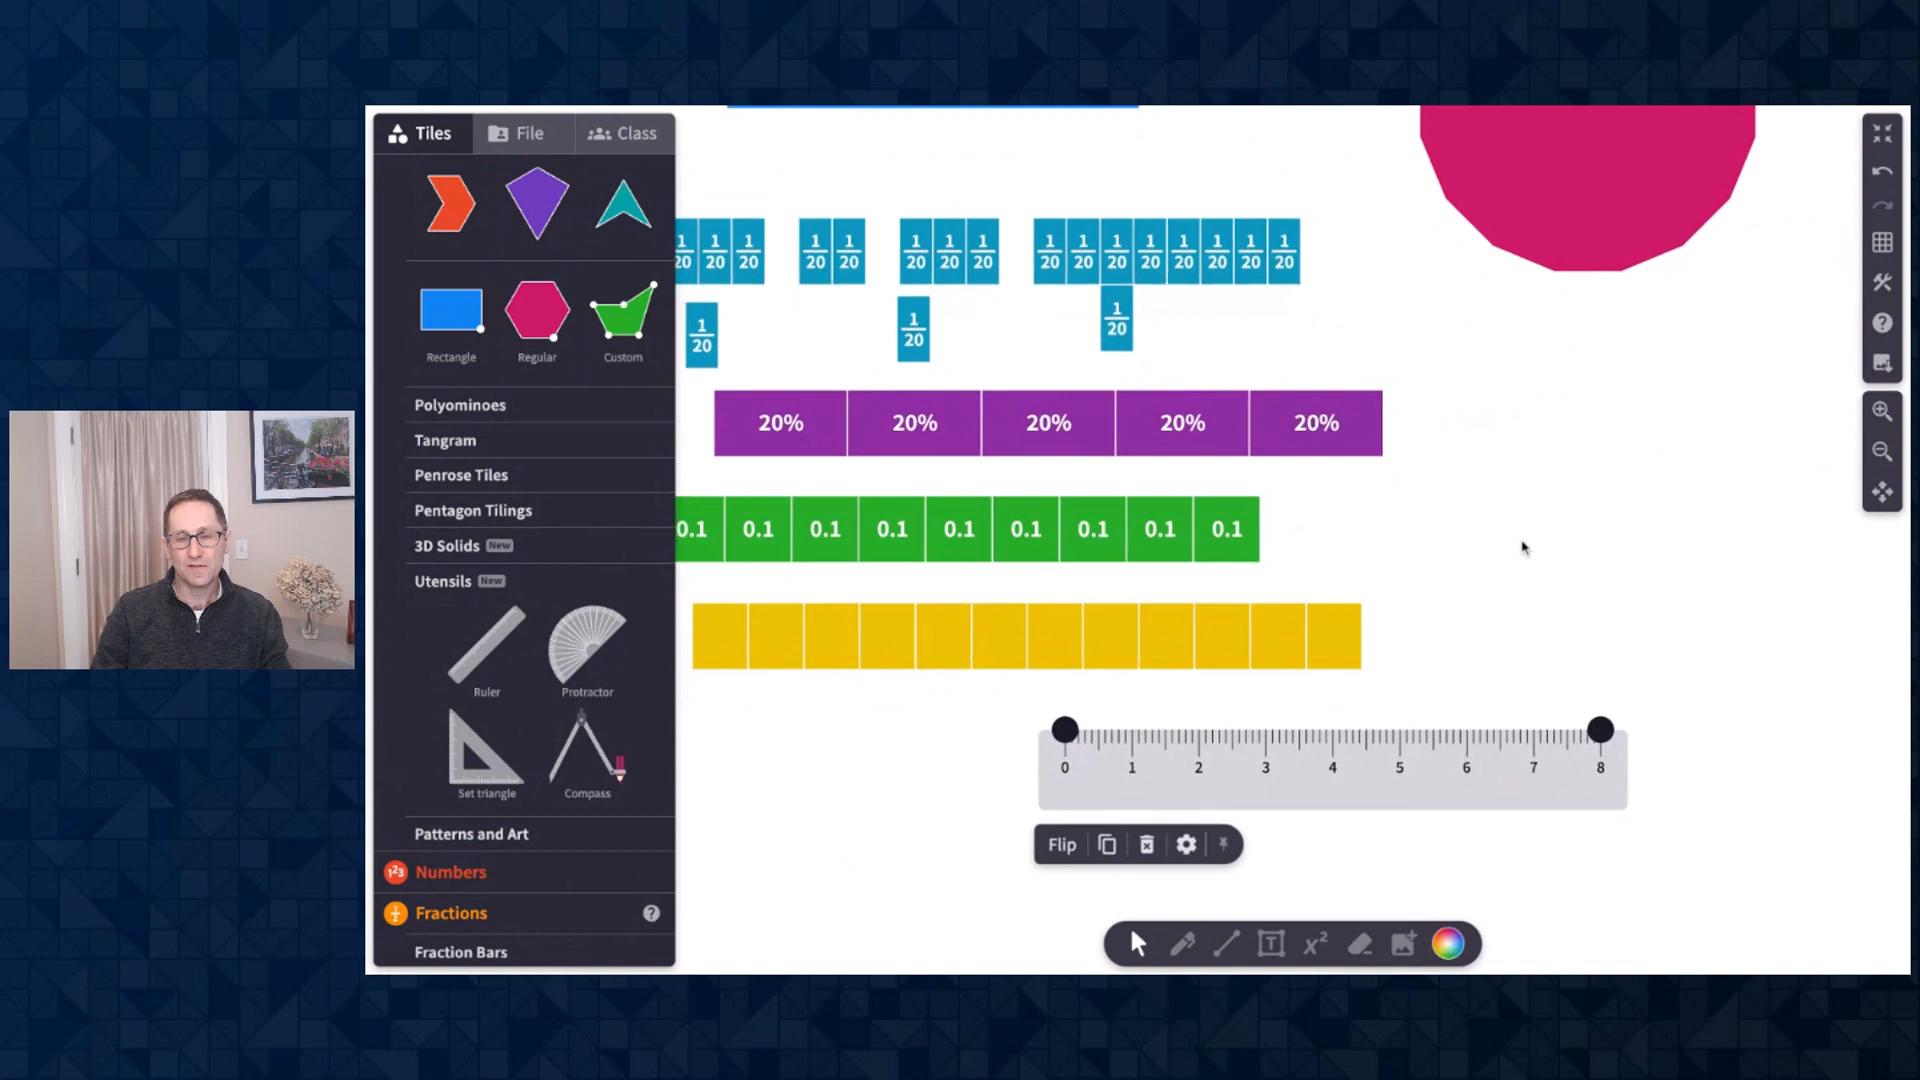 Tiles File Class
1/20 1/20 1/20 1/20 1/20 1/20 1/20 1/20 1/20 1/20 1/20 1/20 1/20 1/20 1/20 1/20
1/20 1/20 1/20
Rectangle Regular Custom
Polyominoes
20% 20% 20% 20% 20%
Tangram
Penrose Tiles
Pentagon Tilings
0.1 0.1 0.1 0.1 0.1 0.1 0.1 0.1 0.1
3D Solids New
Utensils New
Ruler Protractor
0 1 2 3 4 5 6 7 8
Set triangle Compass
Patterns and Art
Flip
123 Numbers
1/2 Fractions ?
T x²
Fraction Bars